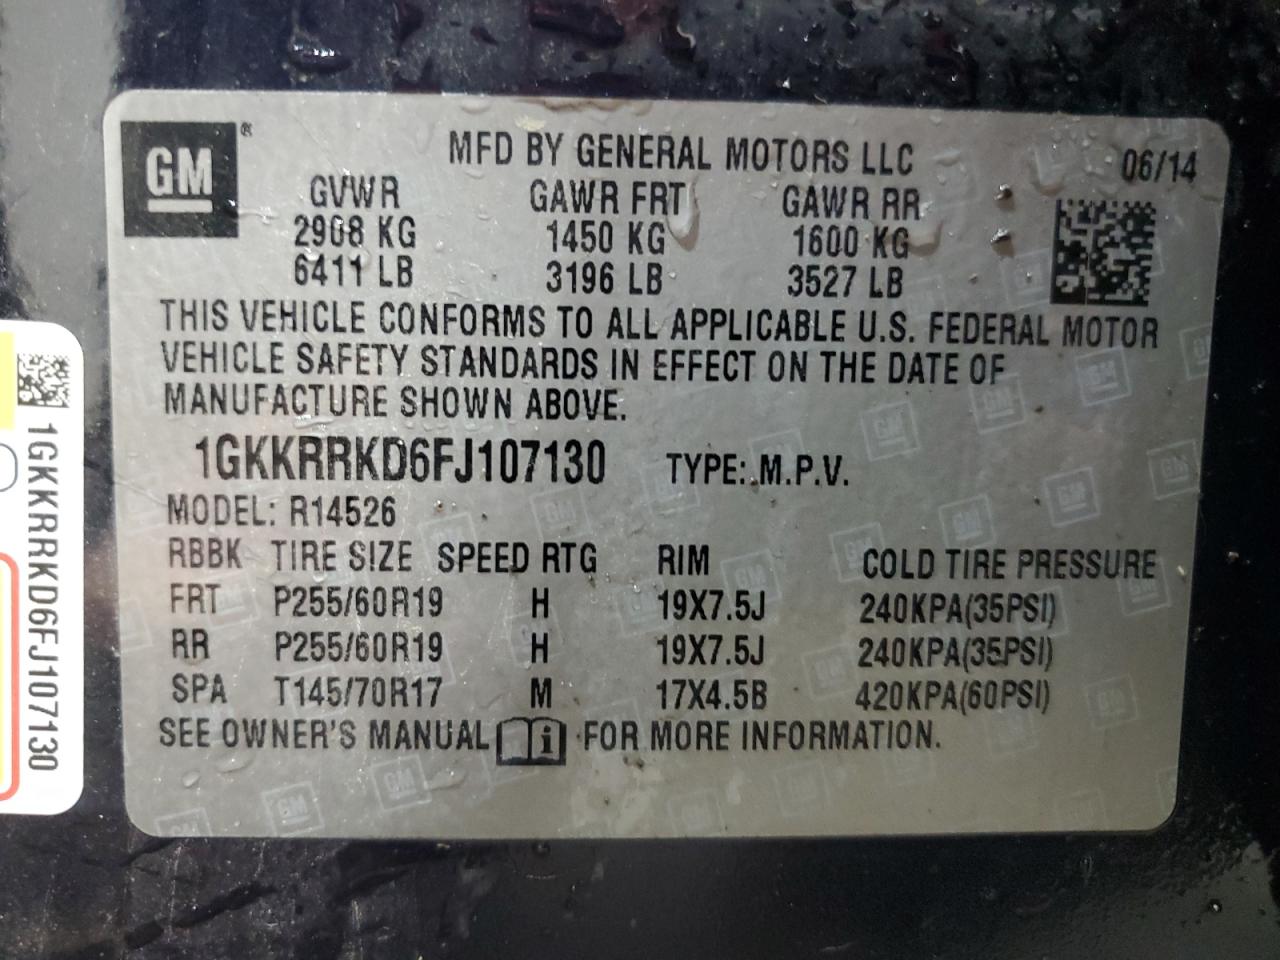 GM®
MFD BY GENERAL MOTORS LLC 06/14
GVWR GAWR FRT GAWR RR
2908 KG 1450 KG 1600 KG
6411 LB 3196 LB 3527 LB
THIS VEHICLE CONFORMS TO ALL APPLICABLE U.S. FEDERAL MOTOR
VEHICLE SAFETY STANDARDS IN EFFECT ON THE DATE OF
MANUFACTURE SHOWN ABOVE.
1GKKRRKD6FJ107130 TYPE: M.P.V.
MODEL: R14526
RBBK TIRE SIZE SPEED RTG RIM COLD TIRE PRESSURE
FRT P255/60R19 H 19X7.5J 240KPA(35PSI)
RR P255/60R19 H 19X7.5J 240KPA(35PSI)
SPA T145/70R17 M 17X4.5B 420KPA(60PSI)
SEE OWNER'S MANUAL i FOR MORE INFORMATION.
1GKKRRKD6FJ107130